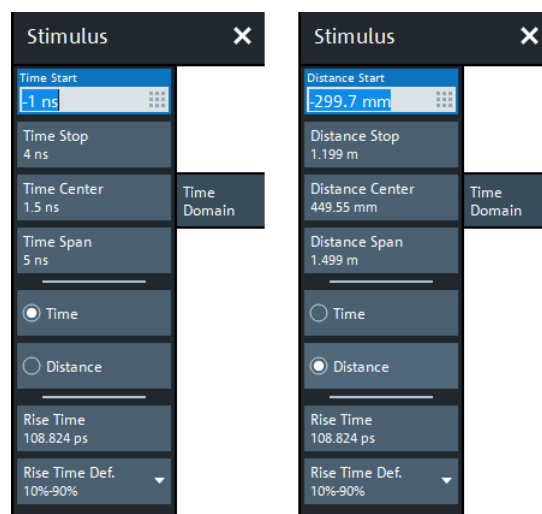 Stimulus
Time Start
-1 ns
Time Stop
4 ns
Time Center
1.5 ns
Time
Domain
Time Span
5 ns
Time
Distance
Rise Time
108.824 ps
Rise Time Def.
10%-90%
Stimulus
Distance Start
-299.7 mm
Distance Stop
1.199 m
Distance Center
449.55 mm
Time
Domain
Distance Span
1.499 m
Time
Distance
Rise Time
108.824 ps
Rise Time Def.
10%-90%